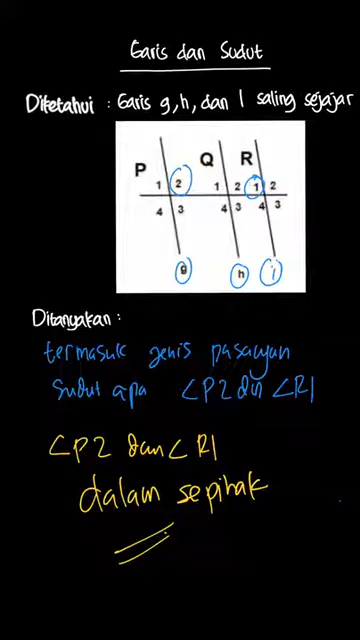 Garis dan Sudut
Diketahui : Garis g, h, dan l saling sejajar
P Q R
1 2 1 2 1 2
4 3 4 3 4 3
g h i
Ditanyakan :
termasuk jenis pasangan
sudut apa ∠P2 dan ∠R1
∠P2 dan ∠R1
dalam sepihak